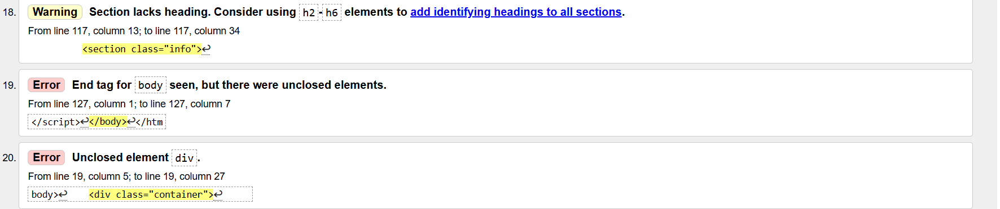 18. Warning Section lacks heading. Consider using h2-h6 elements to add identifying headings to all sections.
From line 117, column 13; to line 117, column 34
<section class="info">↩
19. Error End tag for body seen, but there were unclosed elements.
From line 127, column 1; to line 127, column 7
</script>↩</body>↩</htm
20. Error Unclosed element div.
From line 19, column 5; to line 19, column 27
body>↩ <div class="container">↩